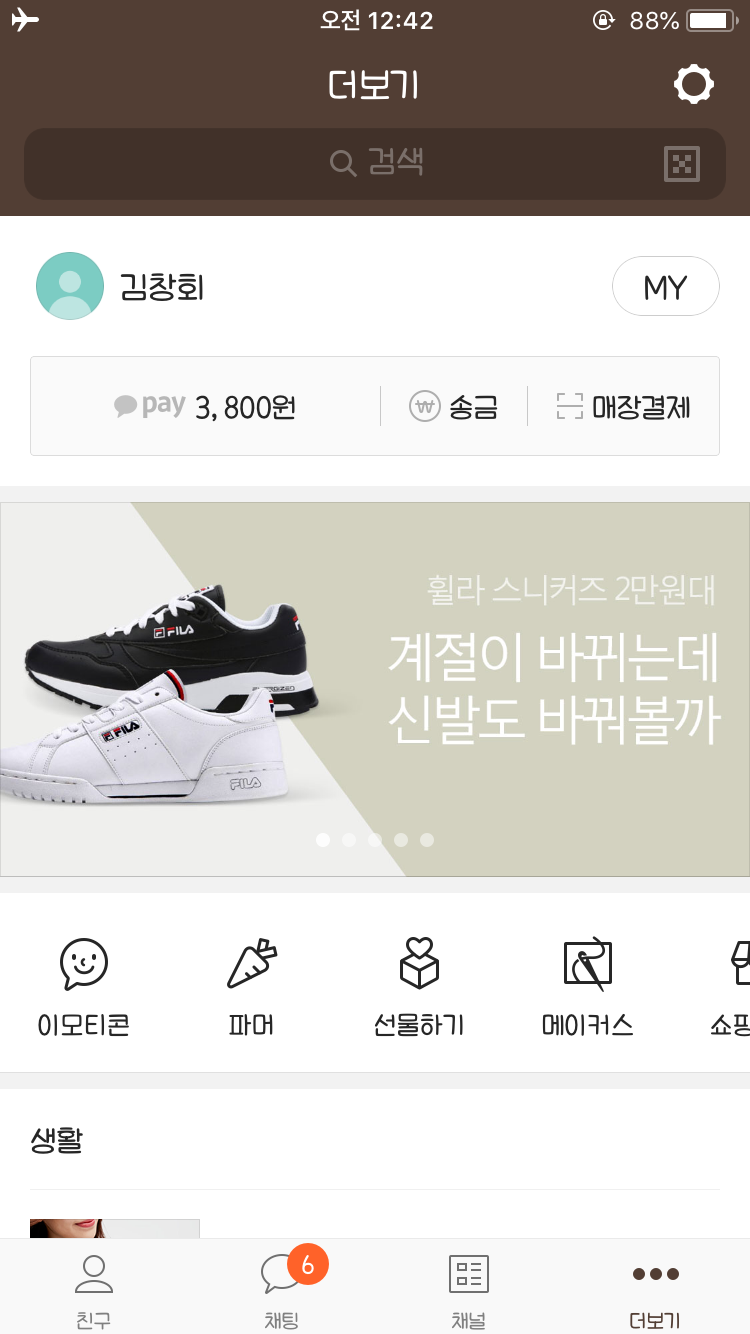 오전 12:42
88%
더보기
검색
김창회
MY
pay 3, 800원
송금
매장결제
휠라 스니커즈 2만원대
계절이 바뀌는데
신발도 바꿔볼까
FILA
FILA
FILA
이모티콘
파머
선물하기
메이커스
쇼핑
생활
6
친구
채팅
채널
더보기